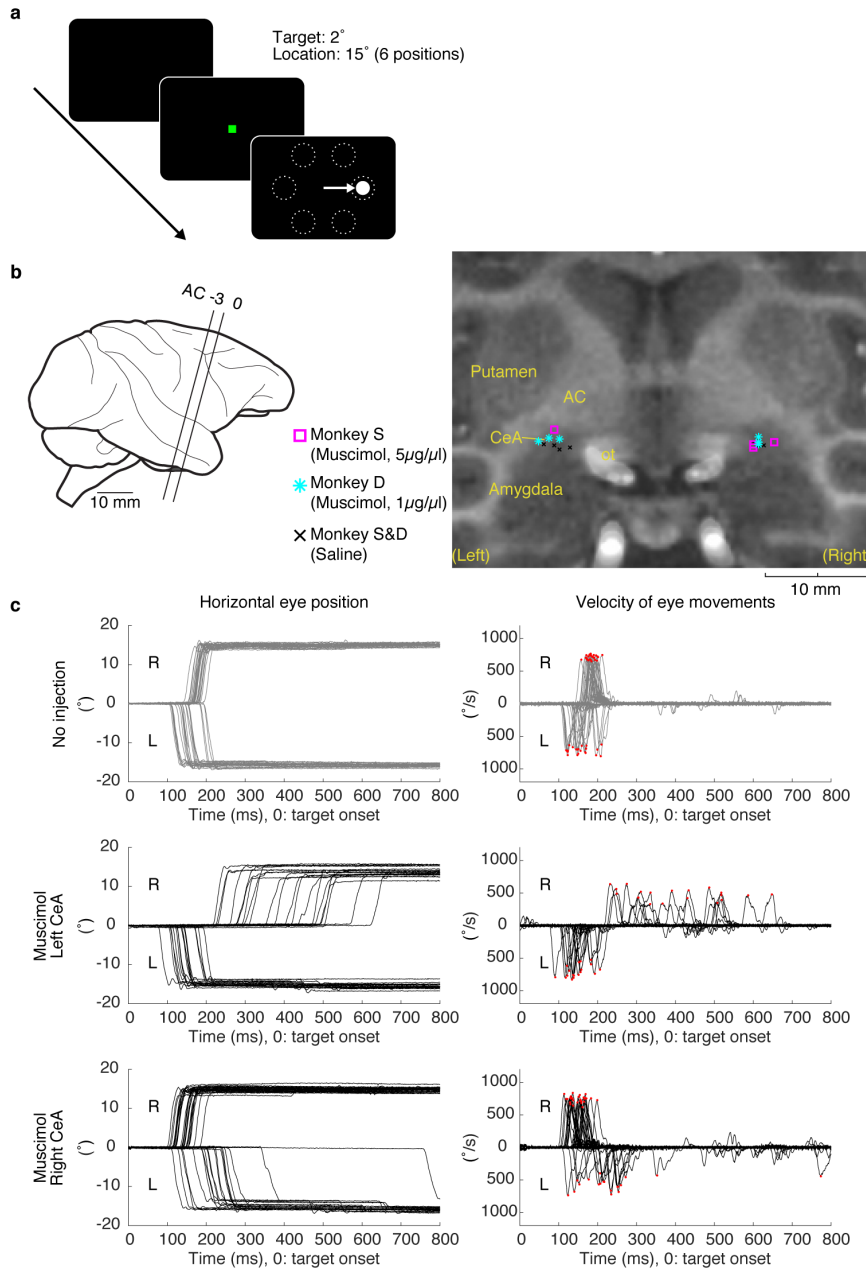 a
Target: 2°
Location: 15° (6 positions)
b
AC -3 0
10 mm
Monkey S
(Muscimol, 5µg/µl)
Monkey D
(Muscimol, 1µg/µl)
Monkey S&D
(Saline)
Putamen
AC
CeA
ot
Amygdala
(Left)
(Right)
10 mm
c
Horizontal eye position
Velocity of eye movements
No injection
(°)
20
10
0
-10
-20
R
L
0 100 200 300 400 500 600 700 800
Time (ms), 0: target onset
(°/s)
1000
500
0
500
1000
R
L
0 100 200 300 400 500 600 700 800
Time (ms), 0: target onset
Muscimol
Left CeA
(°)
20
10
0
-10
-20
R
L
0 100 200 300 400 500 600 700 800
Time (ms), 0: target onset
(°/s)
1000
500
0
500
1000
R
L
0 100 200 300 400 500 600 700 800
Time (ms), 0: target onset
Muscimol
Right CeA
(°)
20
10
0
-10
-20
R
L
0 100 200 300 400 500 600 700 800
Time (ms), 0: target onset
(°/s)
1000
500
0
500
1000
R
L
0 100 200 300 400 500 600 700 800
Time (ms), 0: target onset